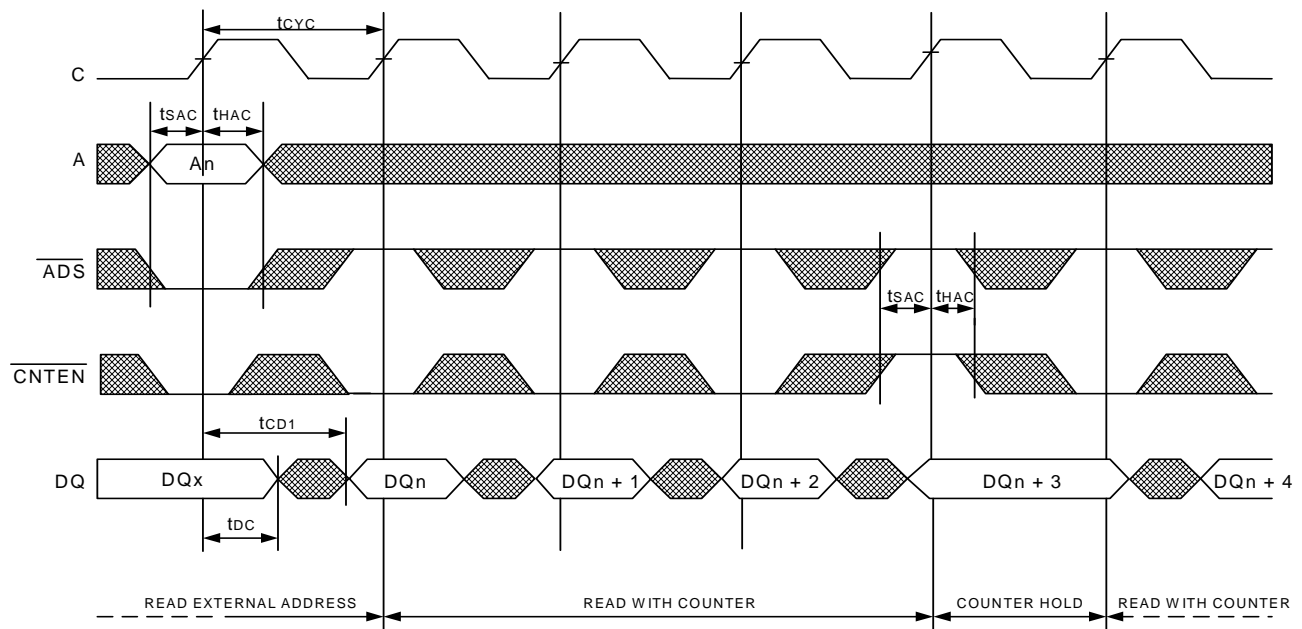 tCYC
C
tSAC tHAC
A An
ADS
tSAC tHAC
CNTEN
tCD1
DQ DQx DQn DQn + 1 DQn + 2 DQn + 3 DQn + 4
tDC
READ EXTERNAL ADDRESS READ WITH COUNTER COUNTER HOLD READ WITH COUNTER